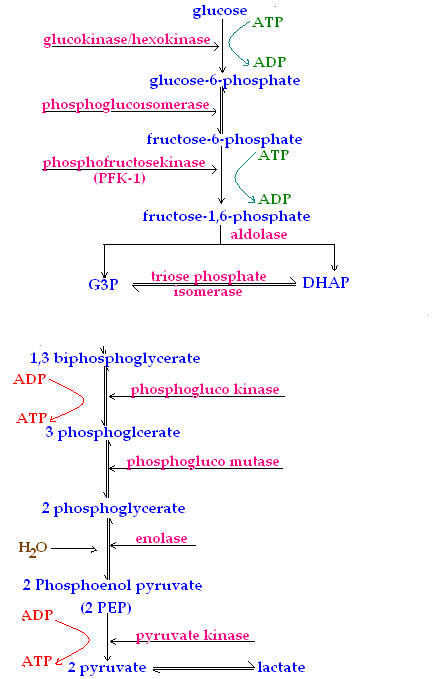 glucose
ATP
glucokinase/hexokinase
ADP
glucose-6-phosphate
phosphoglucoisomerase
fructose-6-phosphate
ATP
phosphofructosekinase
(PFK-1)
ADP
fructose-1,6-phosphate
aldolase
G3P
triose phosphate
isomerase
DHAP
1,3 biphosphoglycerate
ADP
phosphogluco kinase
ATP
3 phosphoglcerate
phosphogluco mutase
2 phosphoglycerate
enolase
H2O
2 Phosphoenol pyruvate
(2 PEP)
ADP
pyruvate kinase
ATP
2 pyruvate
lactate